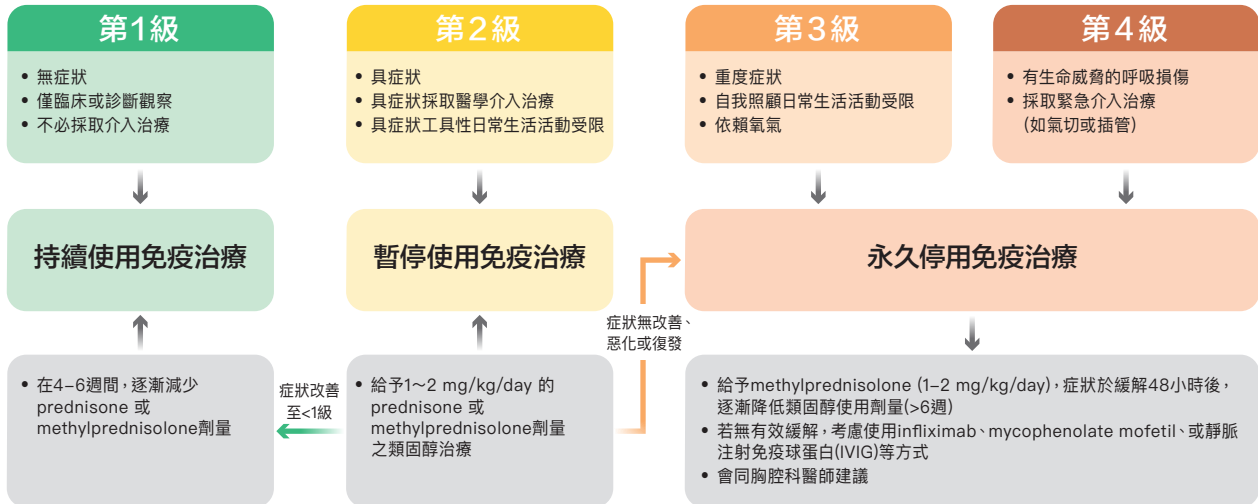 第1級
• 無症狀
• 僅臨床或診斷觀察
• 不必採取介入治療
第2級
• 具症狀
• 具症狀採取醫學介入治療
• 具症狀工具性日常生活活動受限
第3級
• 重度症狀
• 自我照顧日常生活活動受限
• 依賴氧氣
第4級
• 有生命威脅的呼吸損傷
• 採取緊急介入治療
(如氣切或插管)
持續使用免疫治療
暫停使用免疫治療
永久停用免疫治療
• 在4–6週間,逐漸減少
prednisone 或
methylprednisolone劑量
症狀改善
至<1級
• 給予1～2 mg/kg/day 的
prednisone 或
methylprednisolone劑量
之類固醇治療
症狀無改善、
惡化或復發
• 給予methylprednisolone (1–2 mg/kg/day),症狀於緩解48小時後,
逐漸降低類固醇使用劑量(>6週)
• 若無有效緩解,考慮使用infliximab、mycophenolate mofetil、或靜脈
注射免疫球蛋白(IVIG)等方式
• 會同胸腔科醫師建議